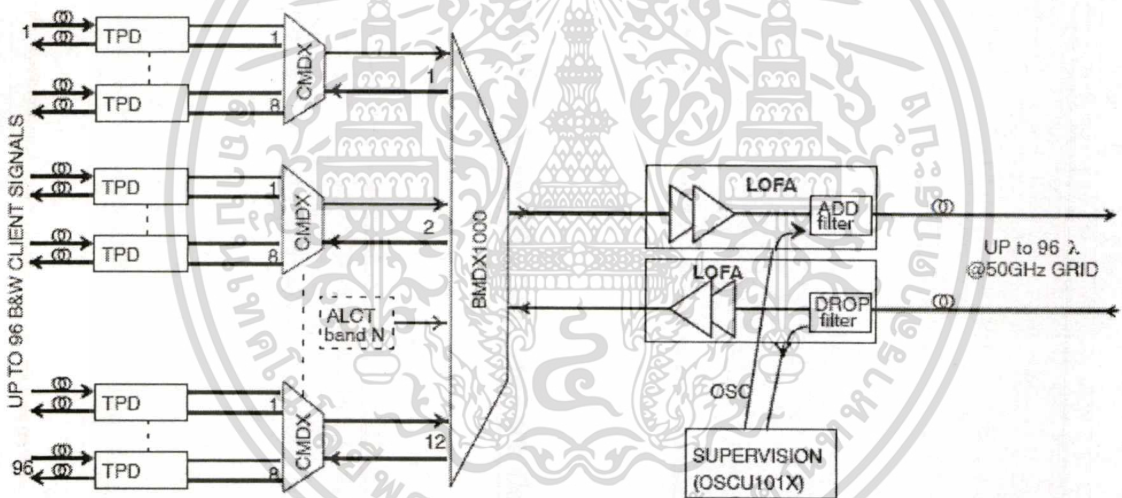 UP TO 96 B&W CLIENT SIGNALS
1
TPD
1
CMDX
TPD
8
1
TPD
1
CMDX
TPD
8
2
ALCT
band N
TPD
1
CMDX
12
96
TPD
8
BMDX1000
LOFA
ADD
filter
LOFA
DROP
filter
OSC
SUPERVISION
(OSCU101X)
UP to 96 λ
@50GHz GRID